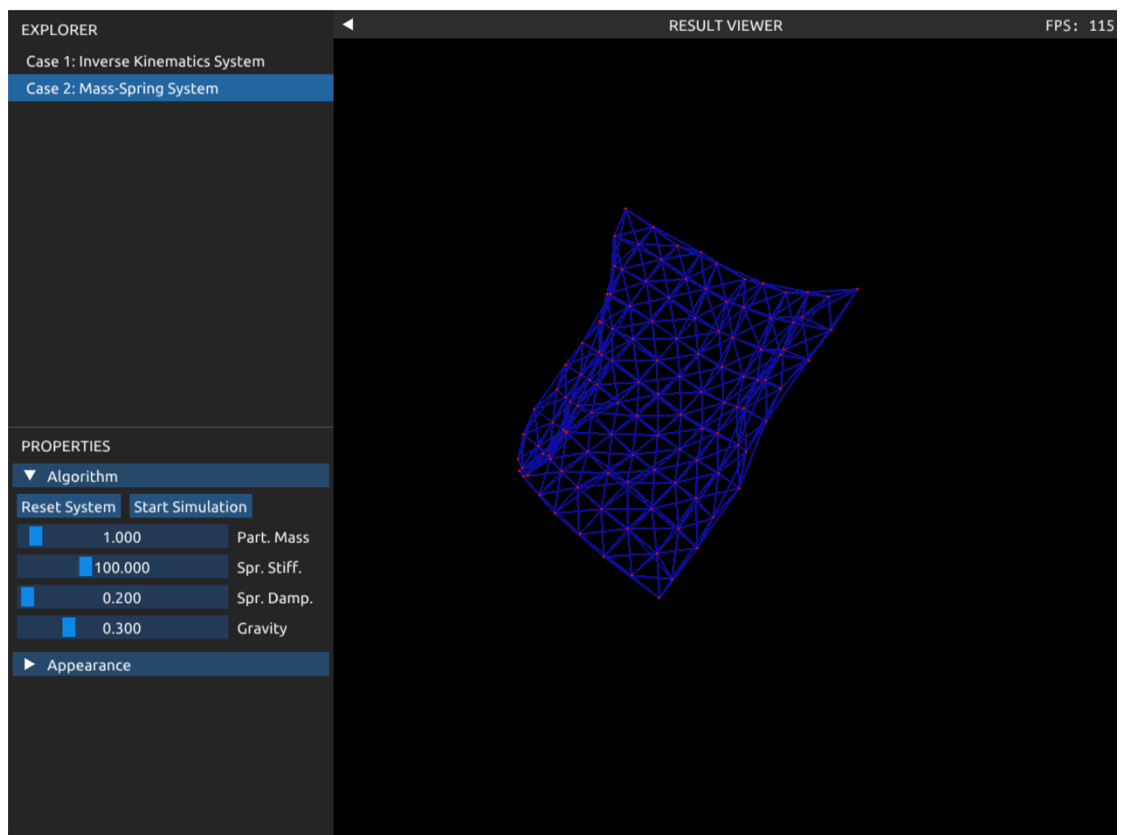 EXPLORER
Case 1: Inverse Kinematics System
Case 2: Mass-Spring System
RESULT VIEWER
FPS: 115
PROPERTIES
Algorithm
Reset System Start Simulation
1.000 Part. Mass
100.000 Spr. Stiff.
0.200 Spr. Damp.
0.300 Gravity
Appearance